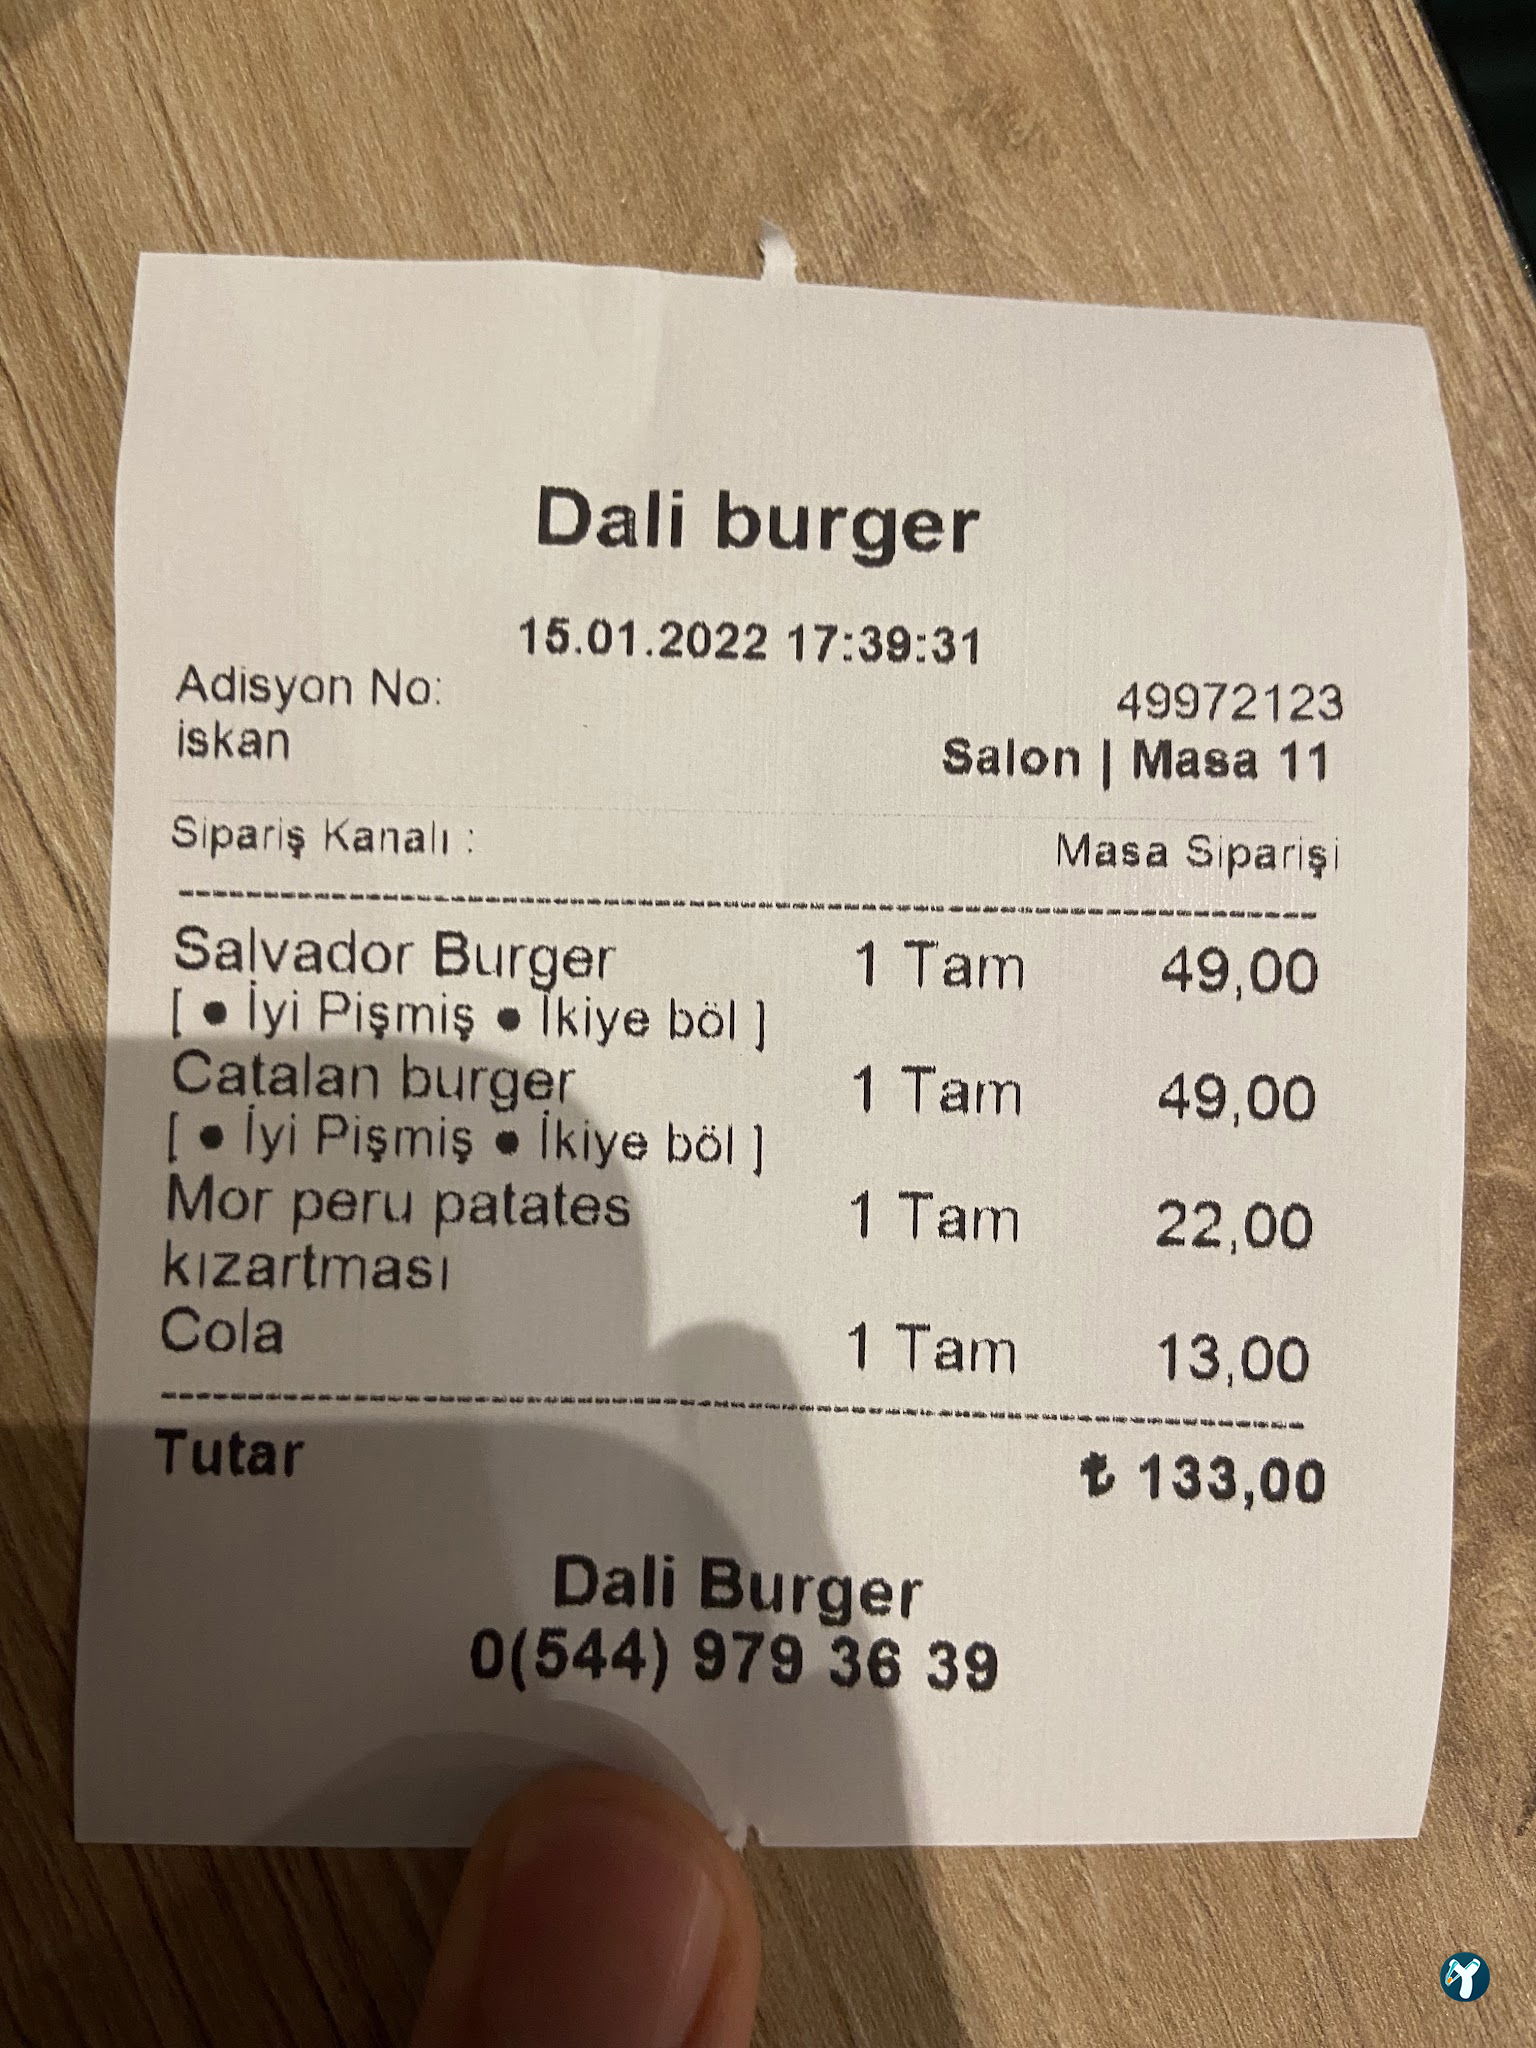 Dali burger
15.01.2022 17:39:31
Adisyon No: 49972123
iskan Salon | Masa 11
Sipariş Kanalı : Masa Siparişi
Salvador Burger 1 Tam 49,00
[ ● İyi Pişmiş ● İkiye böl ]
Catalan burger 1 Tam 49,00
[ ● İyi Pişmiş ● İkiye böl ]
Mor peru patates 1 Tam 22,00
kızartması
Cola 1 Tam 13,00
Tutar ₺ 133,00
Dali Burger
0(544) 979 36 39